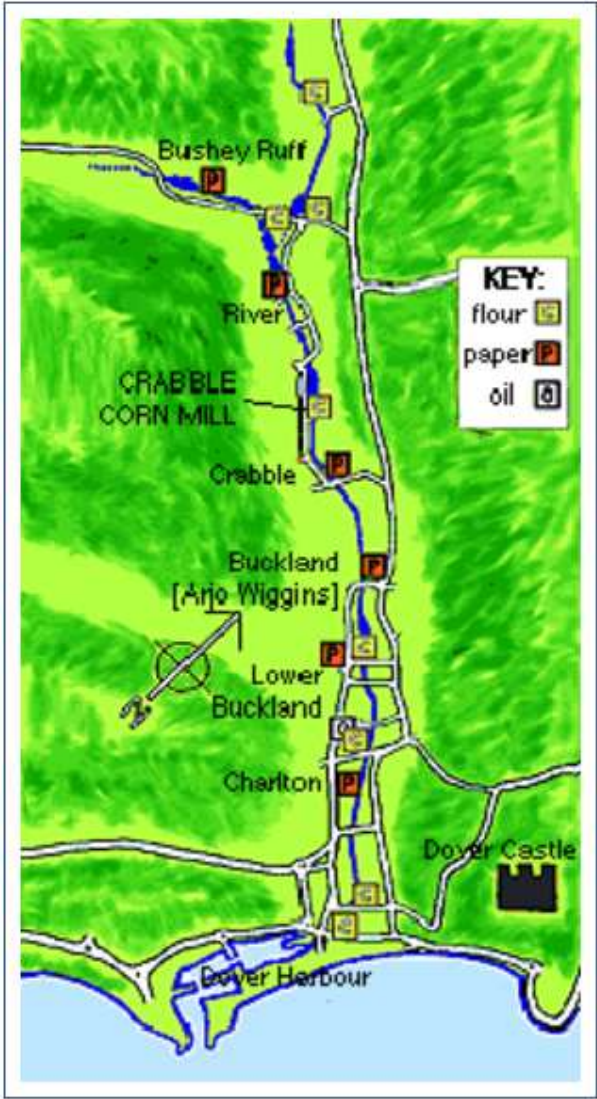 Bushey Ruff
KEY:
flour
paper P
oil
River
CRABBLE
CORN MILL
Crabble
Buckland
[Arjo Wiggins]
Lower
Buckland
N
Charlton
Dover Castle
Dover Harbour